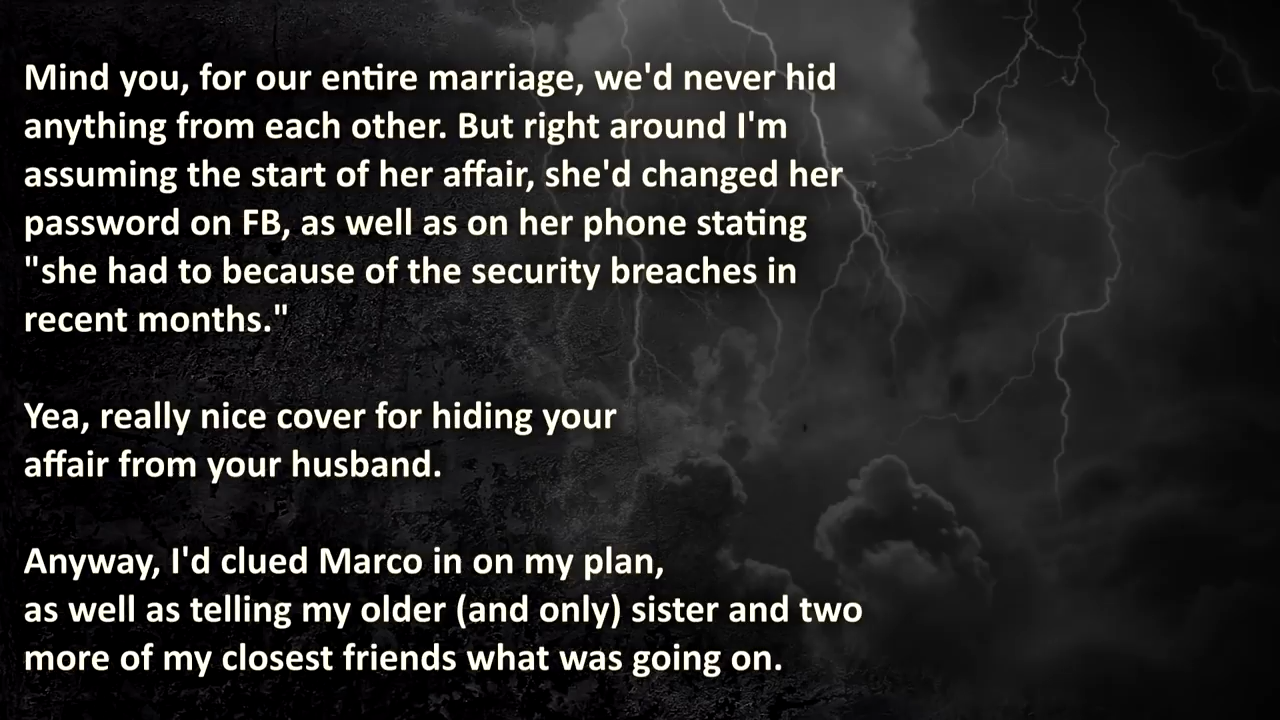 Mind you, for our entire marriage, we'd never hid
anything from each other. But right around I'm
assuming the start of her affair, she'd changed her
password on FB, as well as on her phone stating
"she had to because of the security breaches in
recent months."
Yea, really nice cover for hiding your
affair from your husband.
Anyway, I'd clued Marco in on my plan,
as well as telling my older (and only) sister and two
more of my closest friends what was going on.